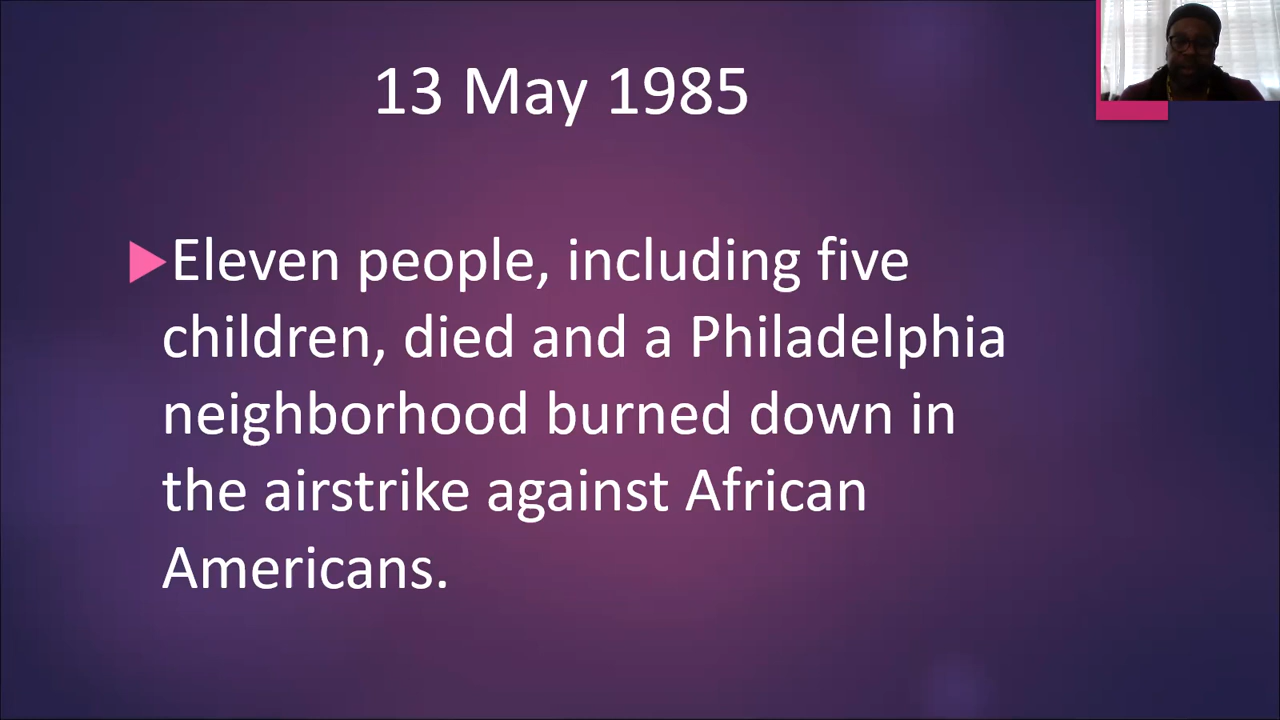 13 May 1985
Eleven people, including five
children, died and a Philadelphia
neighborhood burned down in
the airstrike against African
Americans.